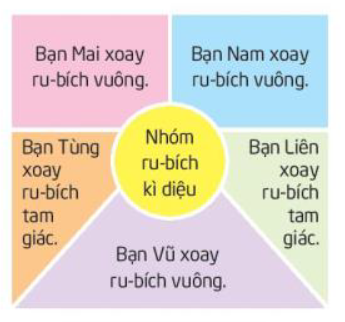 Bạn Mai xoay
ru-bích vuông.
Bạn Nam xoay
ru-bích vuông.
Bạn Tùng
xoay
ru-bích
tam
giác.
Nhóm
ru-bích
kì diệu
Bạn Liên
xoay
ru-bích
tam
giác.
Bạn Vũ xoay
ru-bích vuông.